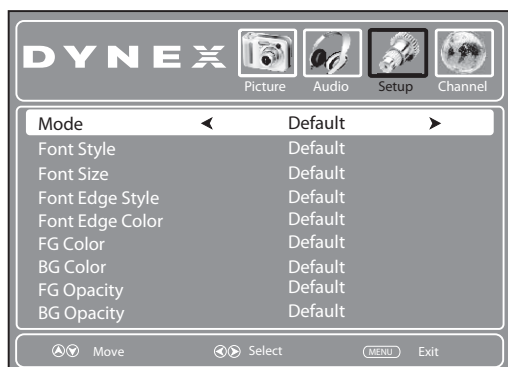 DYNEX
Picture Audio Setup Channel
Mode Default
Font Style Default
Font Size Default
Font Edge Style Default
Font Edge Color Default
FG Color Default
BG Color Default
FG Opacity Default
BG Opacity Default
Move Select MENU Exit